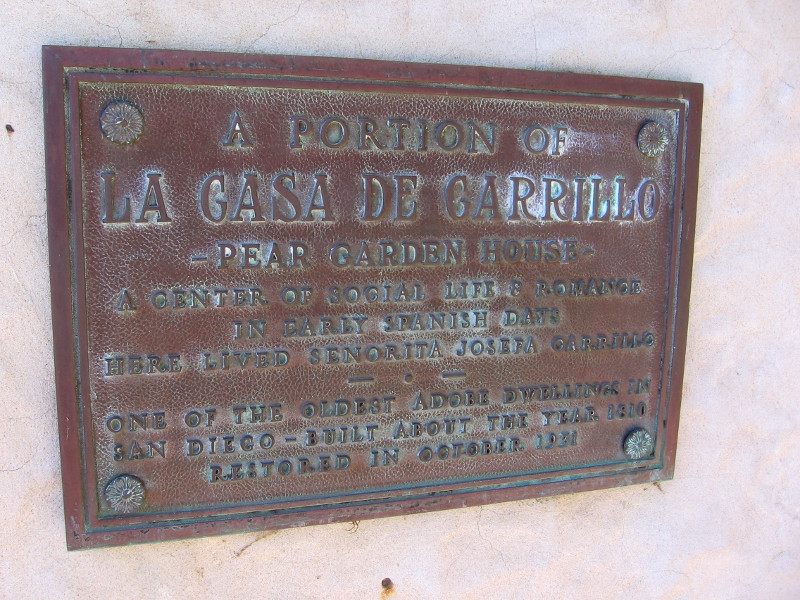 A PORTION OF
LA CASA DE CARRILLO
- PEAR GARDEN HOUSE -
A CENTER OF SOCIAL LIFE & ROMANCE
IN EARLY SPANISH DAYS
HERE LIVED SENORITA JOSEFA CARRILLO
— • —
ONE OF THE OLDEST ADOBE DWELLINGS IN
SAN DIEGO - BUILT ABOUT THE YEAR 1810
RESTORED IN OCTOBER 1931